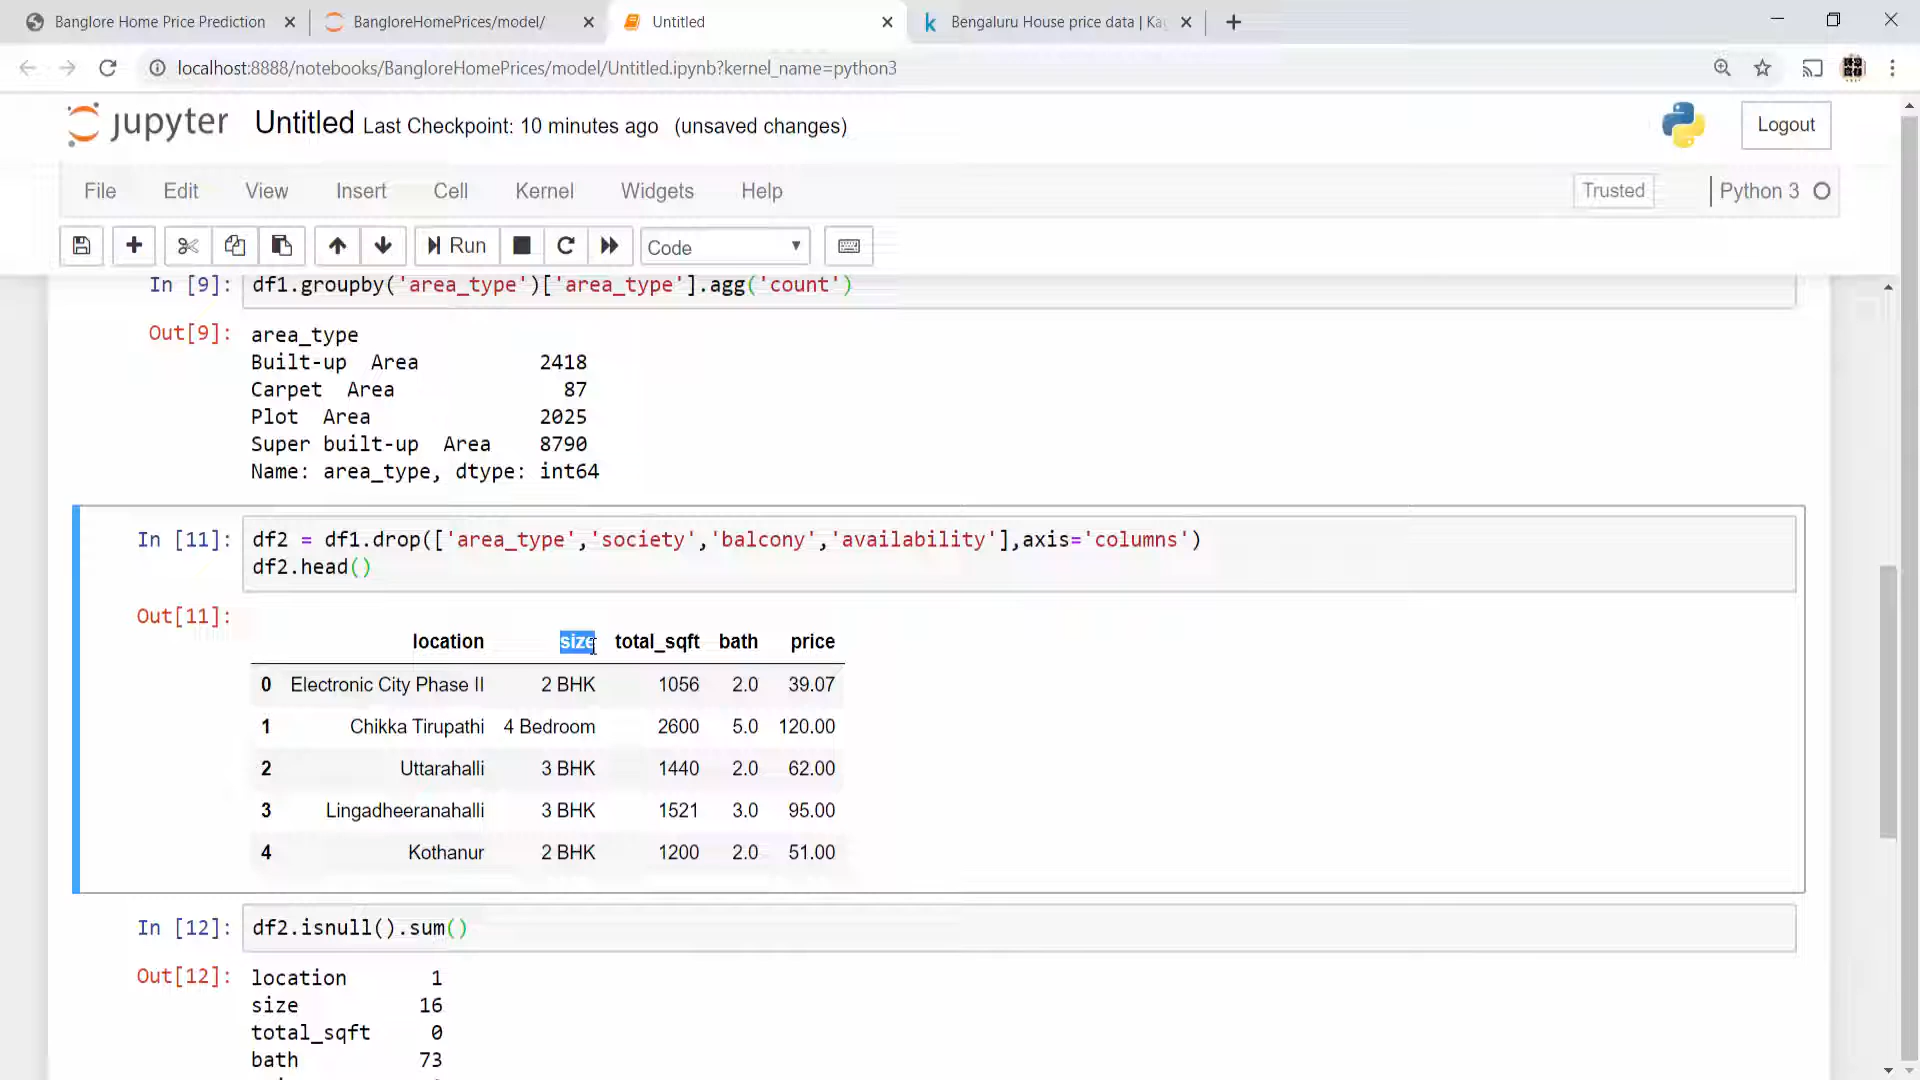 Banglore Home Price Prediction
BangloreHomePrices/model/
Untitled
Bengaluru House price data | Ka
localhost:8888/notebooks/BangloreHomePrices/model/Untitled.ipynb?kernel_name=python3
jupyter Untitled Last Checkpoint: 10 minutes ago (unsaved changes)
Logout
File Edit View Insert Cell Kernel Widgets Help
Trusted
Python 3
Run
Code
In [9]: df1.groupby('area_type')['area_type'].agg('count')
Out[9]: area_type
Built-up  Area 2418
Carpet  Area 87
Plot  Area 2025
Super built-up  Area 8790
Name: area_type, dtype: int64
In [11]: df2 = df1.drop(['area_type','society','balcony','availability'],axis='columns')
df2.head()
Out[11]:
location size total_sqft bath price
0 Electronic City Phase II 2 BHK 1056 2.0 39.07
1 Chikka Tirupathi 4 Bedroom 2600 5.0 120.00
2 Uttarahalli 3 BHK 1440 2.0 62.00
3 Lingadheeranahalli 3 BHK 1521 3.0 95.00
4 Kothanur 2 BHK 1200 2.0 51.00
In [12]: df2.isnull().sum()
Out[12]: location 1
size 16
total_sqft 0
bath 73